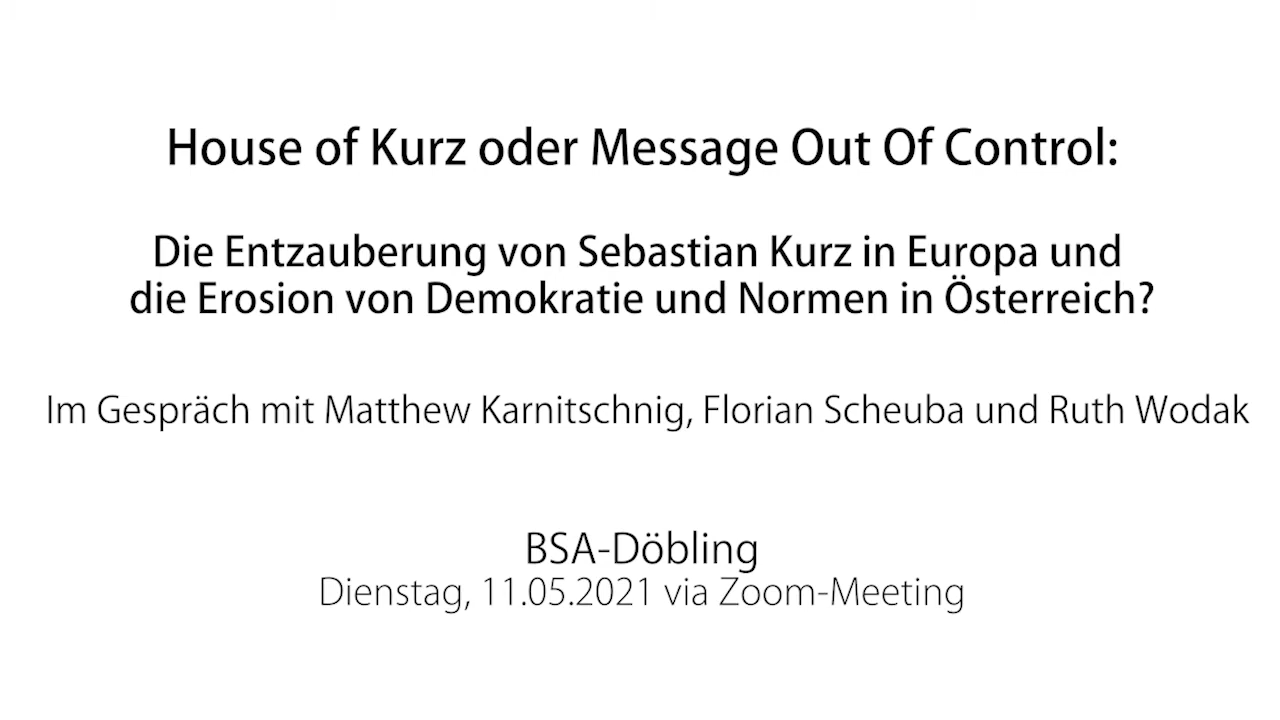 House of Kurz oder Message Out Of Control:
Die Entzauberung von Sebastian Kurz in Europa und
die Erosion von Demokratie und Normen in Österreich?
Im Gespräch mit Matthew Karnitschnig, Florian Scheuba und Ruth Wodak
BSA-Döbling
Dienstag, 11.05.2021 via Zoom-Meeting